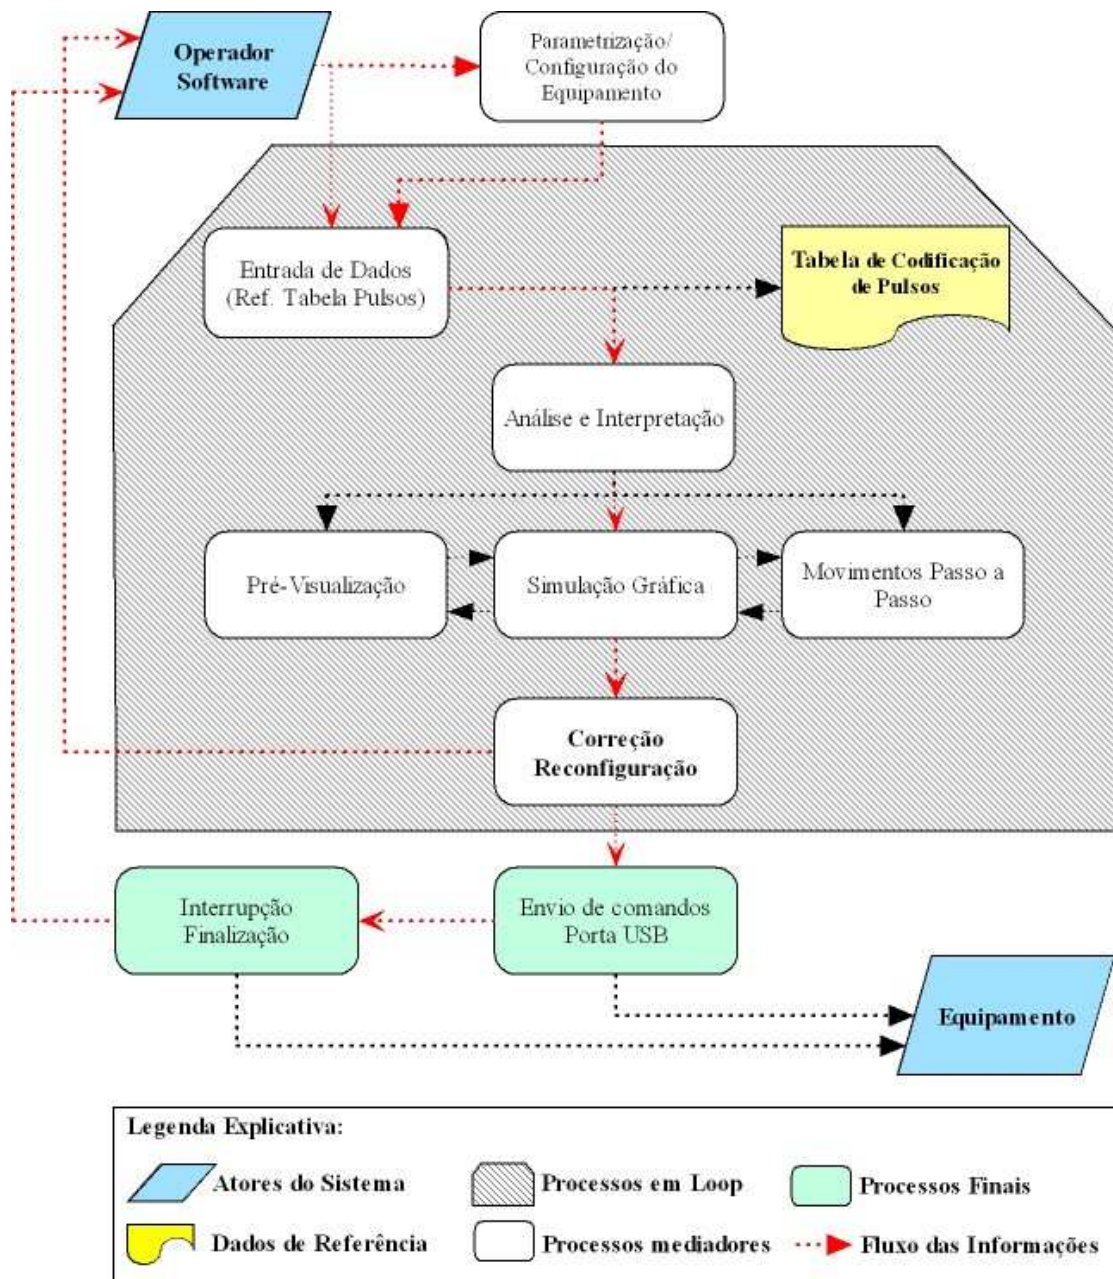 Operador
Software
Parametrização/
Configuração do
Equipamento
Entrada de Dados
(Ref. Tabela Pulsos)
Tabela de Codificação
de Pulsos
Análise e Interpretação
Pré-Visualização
Simulação Gráfica
Movimentos Passo a
Passo
Correção
Reconfiguração
Interrupção
Finalização
Envio de comandos
Porta USB
Equipamento
Legenda Explicativa:
Atores do Sistema
Processos em Loop
Processos Finais
Dados de Referência
Processos mediadores
Fluxo das Informações